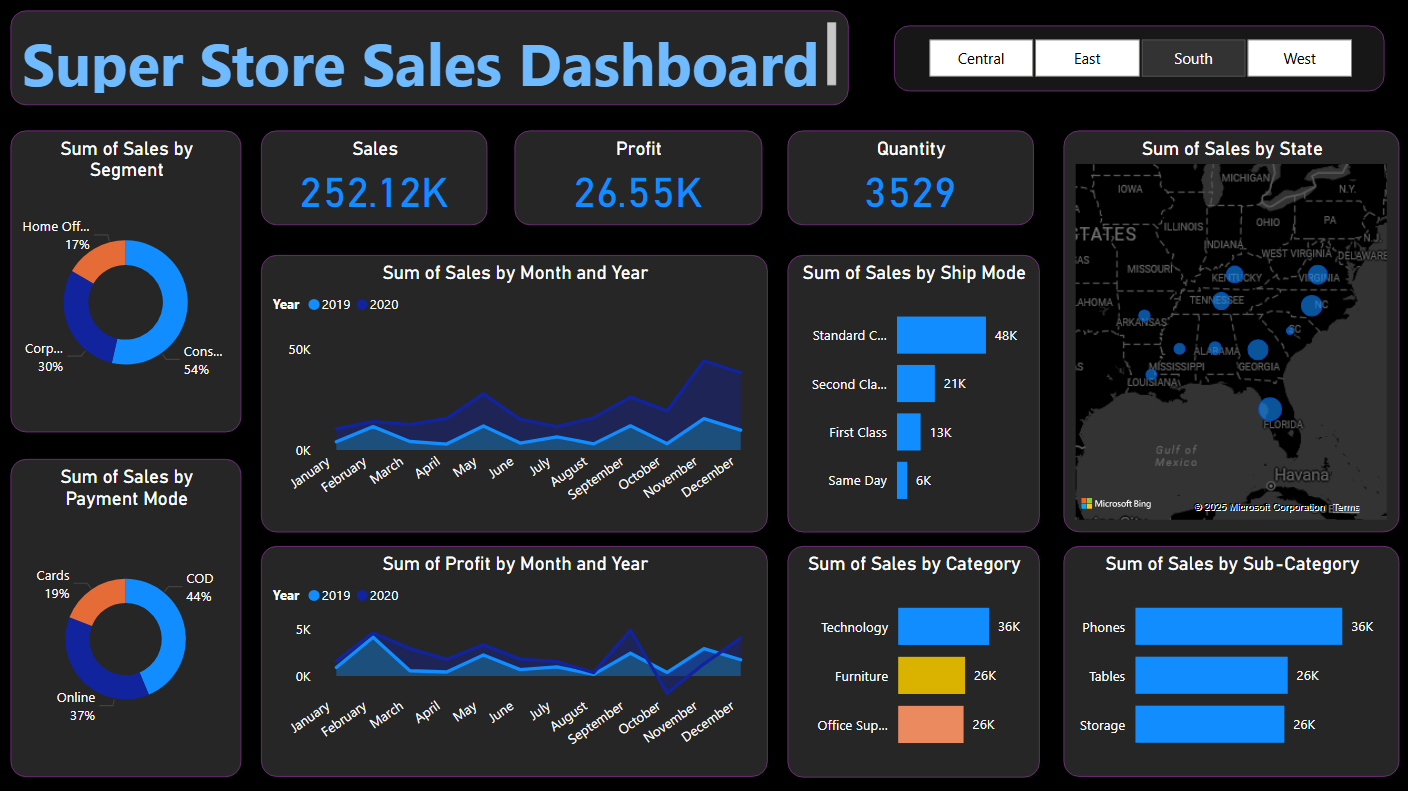 Super Store Sales Dashboard
Central
East
South
West
Sum of Sales by
Segment
Home Off...
17%
Corp...
30%
Cons...
54%
Sales
252.12K
Profit
26.55K
Quantity
3529
Sum of Sales by State
IOWA
MICHIGAN
N.Y.
ILLINOIS
OHIO
PA
TATES
INDIANA
N.J.
WEST VIRGINIA
DELAWARE
AS
MISSOURI
KENTUCKY
VIRGINIA
LAHOMA
TENNESSEE
NC
ARKANSAS
SC
MISSISSIPPI
ALABAMA
GEORGIA
S
LOUISIANA
FLORIDA
Gulf of
Mexico
Havana
Microsoft Bing
© 2025 Microsoft Corporation
Terms
Sum of Sales by Month and Year
Year 2019 2020
50K
0K
January
February
March
April
May
June
July
August
September
October
November
December
Sum of Sales by Ship Mode
Standard C... 48K
Second Cla... 21K
First Class 13K
Same Day 6K
Sum of Sales by
Payment Mode
Cards
19%
COD
44%
Online
37%
Sum of Profit by Month and Year
Year 2019 2020
5K
0K
January
February
March
April
May
June
July
August
September
October
November
December
Sum of Sales by Category
Technology 36K
Furniture 26K
Office Sup... 26K
Sum of Sales by Sub-Category
Phones 36K
Tables 26K
Storage 26K